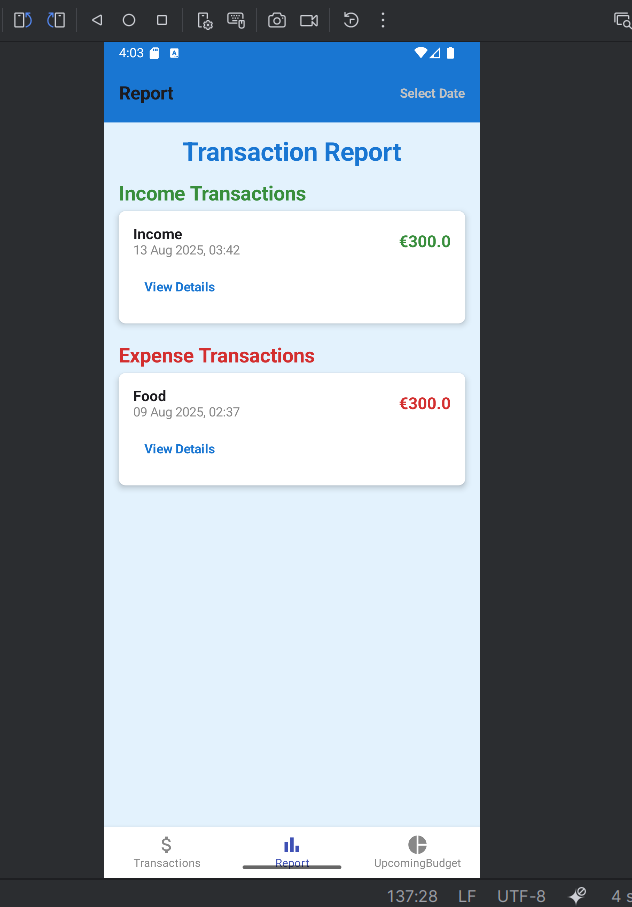 4:03
A
Report
Select Date
Transaction Report
Income Transactions
Income
€300.0
13 Aug 2025, 03:42
View Details
Expense Transactions
Food
€300.0
09 Aug 2025, 02:37
View Details
Transactions
Report
UpcomingBudget
137:28 LF UTF-8 4 s